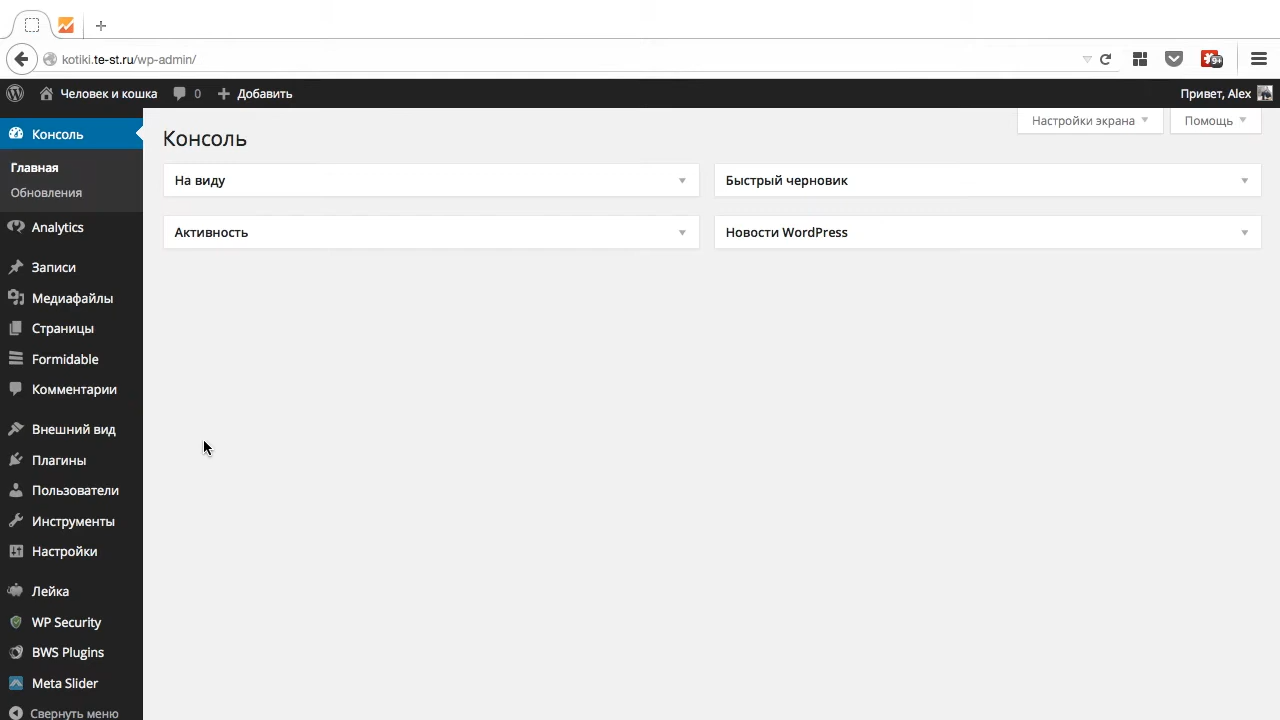 kotiki.te-st.ru/wp-admin/
9+
Человек и кошка
0
Добавить
Привет, Alex
Консоль
Главная
Обновления
Analytics
Записи
Медиафайлы
Страницы
Formidable
Комментарии
Внешний вид
Плагины
Пользователи
Инструменты
Настройки
Лейка
WP Security
BWS Plugins
Meta Slider
Свернуть меню
Настройки экрана
Помощь
Консоль
На виду
Быстрый черновик
Активность
Новости WordPress